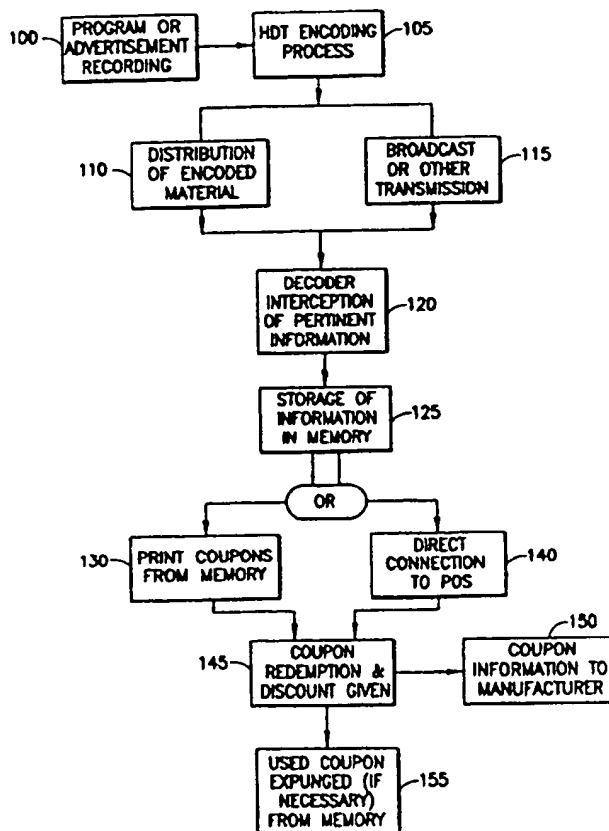 100
PROGRAM OR
ADVERTISEMENT
RECORDING
HDT ENCODING
PROCESS
105
110
DISTRIBUTION
OF ENCODED
MATERIAL
BROADCAST
OR OTHER
TRANSMISSION
115
DECODER
INTERCEPTION
OF PERTINENT
INFORMATION
120
STORAGE OF
INFORMATION
IN MEMORY
125
OR
130
PRINT COUPONS
FROM MEMORY
DIRECT
CONNECTION
TO POS
140
145
COUPON
REDEMPTION &
DISCOUNT GIVEN
150
COUPON
INFORMATION TO
MANUFACTURER
USED COUPON
EXPUNGED (IF
NECESSARY)
FROM MEMORY
155